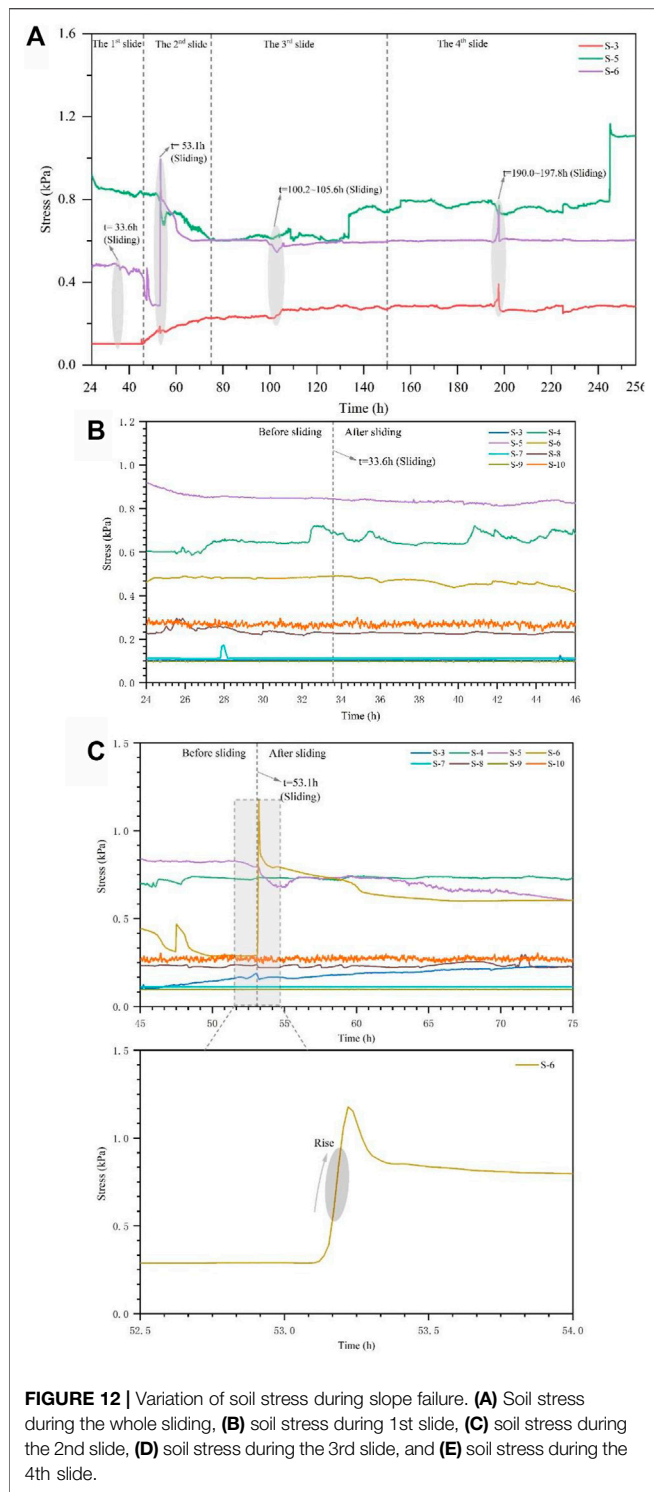 A
The 1st slide
The 2nd slide
The 3rd slide
The 4th slide
S-3
S-5
S-6
t= 53.1h
(Sliding)
t= 33.6h
(Sliding)
t=100.2~105.6h (Sliding)
t=190.0~197.8h (Sliding)
Stress (kPa)
1.6
1.2
0.8
0.4
0.0
24 40 60 80 100 120 140 160 180 200 220 240 256
Time (h)
B
Before sliding
After sliding
t=33.6h (Sliding)
S-3 S-4
S-5 S-6
S-7 S-8
S-9 S-10
Stress (kPa)
1.2
1.0
0.8
0.6
0.4
0.2
0.0
24 26 28 30 32 34 36 38 40 42 44 46
Time (h)
C
Before sliding
After sliding
t=53.1h
(Sliding)
S-3 S-4 S-5 S-6
S-7 S-8 S-9 S-10
Stress (kPa)
1.5
1.0
0.5
0.0
45 50 55 60 65 70 75
Time (h)
S-6
Rise
Stress (kPa)
1.5
1.0
0.5
0.0
52.5 53.0 53.5 54.0
Time (h)
FIGURE 12 | Variation of soil stress during slope failure. (A) Soil stress
during the whole sliding, (B) soil stress during 1st slide, (C) soil stress during
the 2nd slide, (D) soil stress during the 3rd slide, and (E) soil stress during the
4th slide.